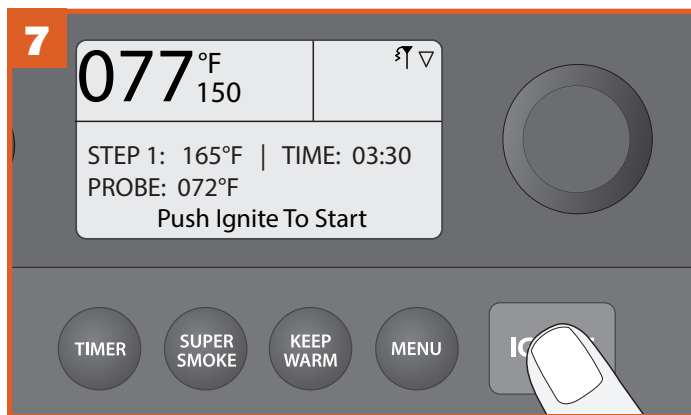 7
077°F
150
STEP 1: 165°F | TIME: 03:30
PROBE: 072°F
Push Ignite To Start
TIMER
SUPER
SMOKE
KEEP
WARM
MENU